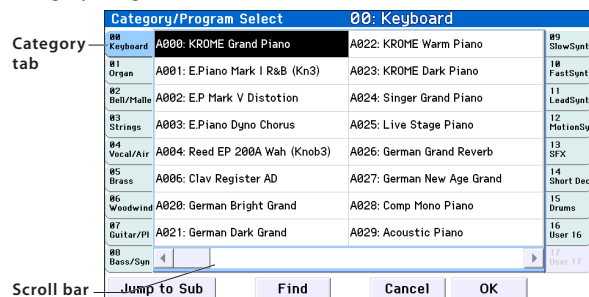 Category/Program Select 00: Keyboard
Category tab
00 Keyboard
01 Organ
02 Bell/Malle
03 Strings
04 Vocal/Air
05 Brass
06 Woodwind
07 Guitar/Pl
08 Bass/Syn
A000: KROME Grand Piano
A001: E.Piano Mark I R&B (Kn3)
A002: E.P Mark V Distotion
A003: E.Piano Dyno Chorus
A004: Reed EP 200A Wah (Knob3)
A006: Clav Register AD
A020: German Bright Grand
A021: German Dark Grand
A022: KROME Warm Piano
A023: KROME Dark Piano
A024: Singer Grand Piano
A025: Live Stage Piano
A026: German Grand Reverb
A027: German New Age Grand
A028: Comp Mono Piano
A029: Acoustic Piano
09 SlowSynt
10 FastSynt
11 LeadSynt
12 MotionSy
13 SFX
14 Short Dec
15 Drums
16 User 16
17 User 17
Scroll bar
Jump to Sub Find Cancel OK